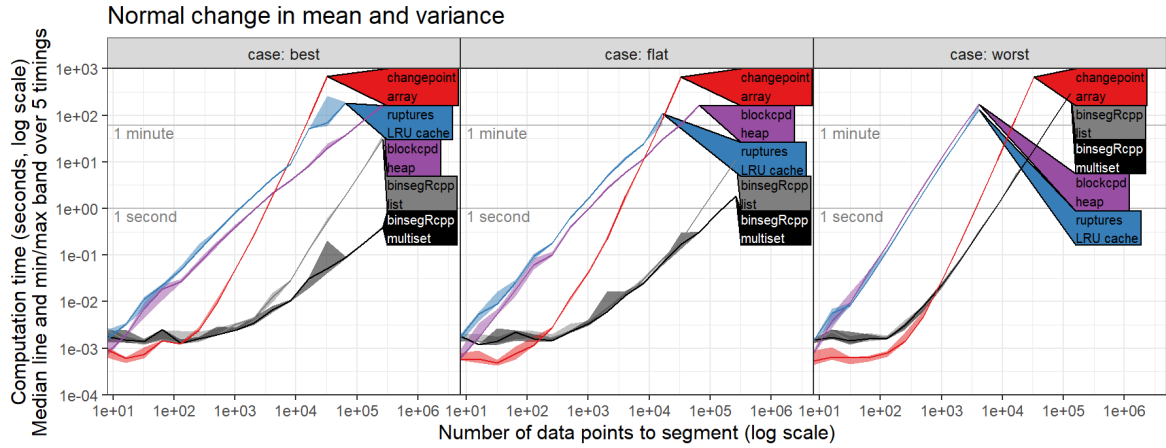 Normal change in mean and variance
case: best
case: flat
case: worst
Computation time (seconds, log scale)
Median line and min/max band over 5 timings
1e+03
1e+02
1e+01
1e+00
1e-01
1e-02
1e-03
1e-04
1 minute
1 second
changepoint
array
ruptures
LRU cache
blockcpd
heap
binsegRcpp
list
binsegRcpp
multiset
1 minute
1 second
changepoint
array
blockcpd
heap
ruptures
LRU cache
binsegRcpp
list
binsegRcpp
multiset
1 minute
1 second
changepoint
array
binsegRcpp
list
binsegRcpp
multiset
blockcpd
heap
ruptures
LRU cache
1e+01 1e+02 1e+03 1e+04 1e+05 1e+06
1e+01 1e+02 1e+03 1e+04 1e+05 1e+06
1e+01 1e+02 1e+03 1e+04 1e+05 1e+06
Number of data points to segment (log scale)